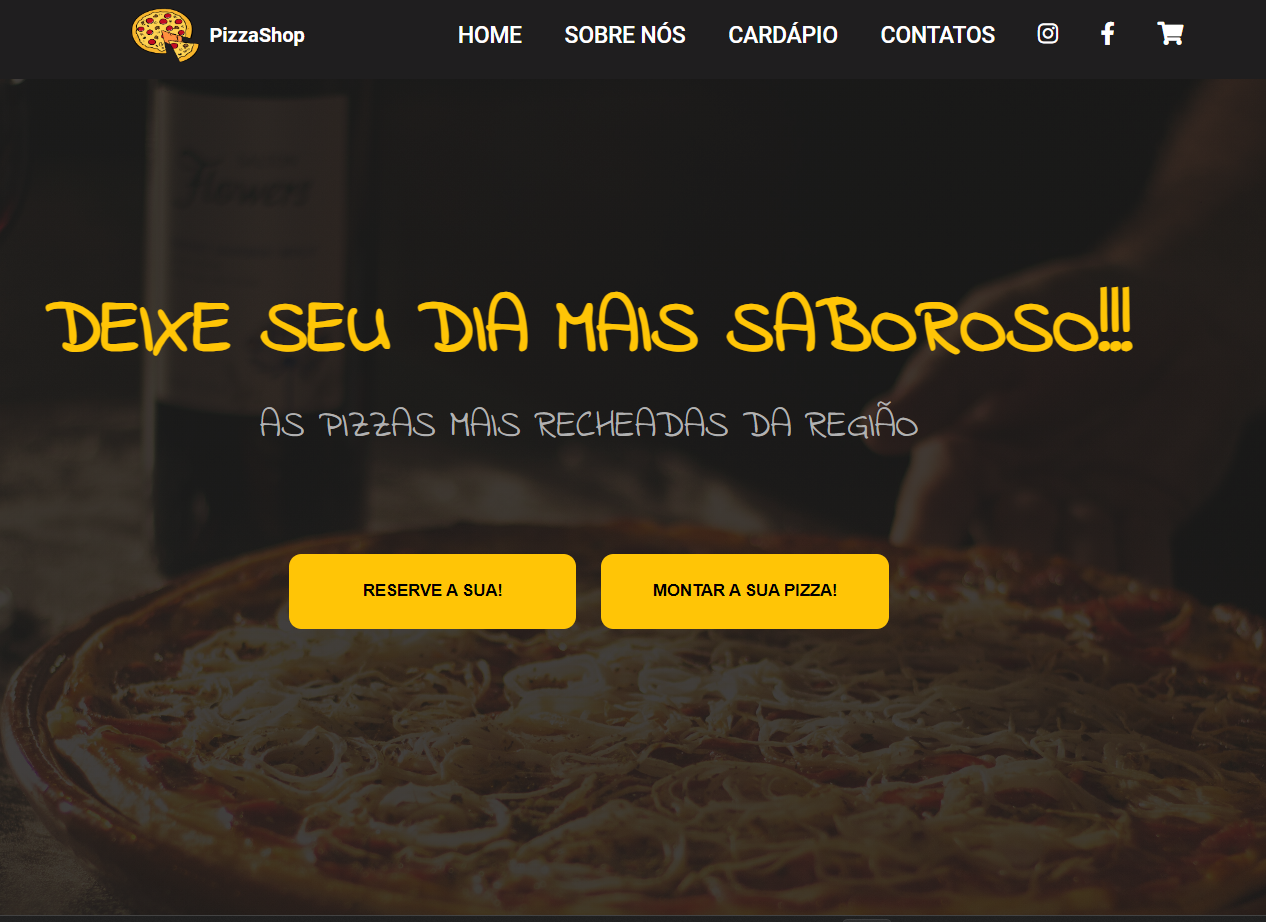 PizzaShop HOME SOBRE NÓS CARDÁPIO CONTATOS
Flowers
DEIXE SEU DIA MAIS SABOROSO!!!
AS PIZZAS MAIS RECHEADAS DA REGIÃO
RESERVE A SUA! MONTAR A SUA PIZZA!